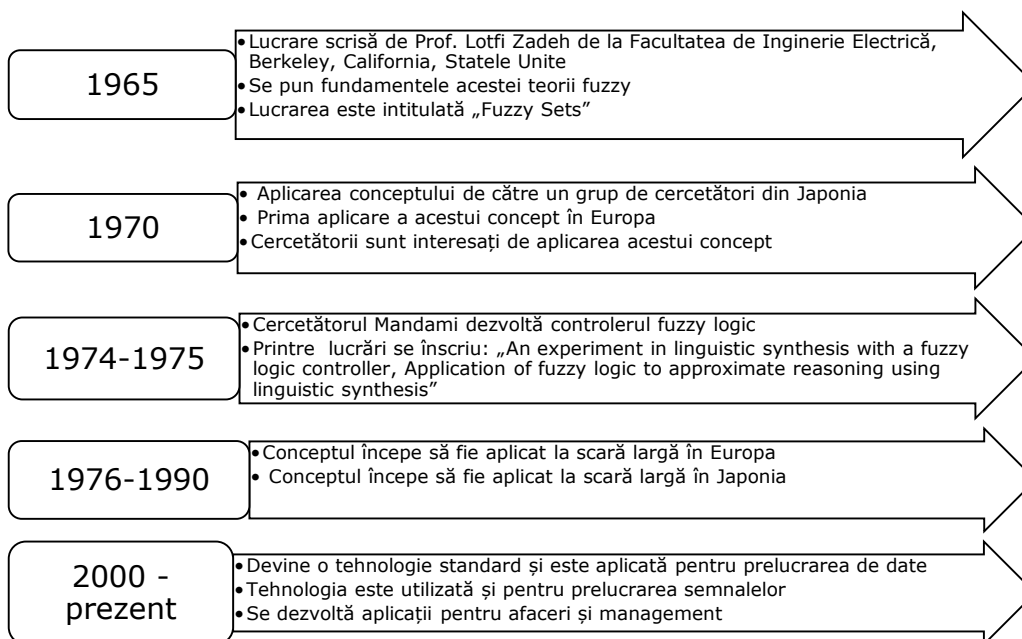 1965
• Lucrare scrisă de Prof. Lotfi Zadeh de la Facultatea de Inginerie Electrică,
Berkeley, California, Statele Unite
• Se pun fundamentele acestei teorii fuzzy
• Lucrarea este intitulată „Fuzzy Sets”
1970
• Aplicarea conceptului de către un grup de cercetători din Japonia
• Prima aplicare a acestui concept în Europa
• Cercetătorii sunt interesați de aplicarea acestui concept
1974-1975
• Cercetătorul Mandami dezvoltă controlerul fuzzy logic
• Printre lucrări se înscriu: „An experiment in linguistic synthesis with a fuzzy
logic controller, Application of fuzzy logic to approximate reasoning using
linguistic synthesis”
1976-1990
• Conceptul începe să fie aplicat la scară largă în Europa
• Conceptul începe să fie aplicat la scară largă în Japonia
2000 -
prezent
• Devine o tehnologie standard și este aplicată pentru prelucrarea de date
• Tehnologia este utilizată și pentru prelucrarea semnalelor
• Se dezvoltă aplicații pentru afaceri și management